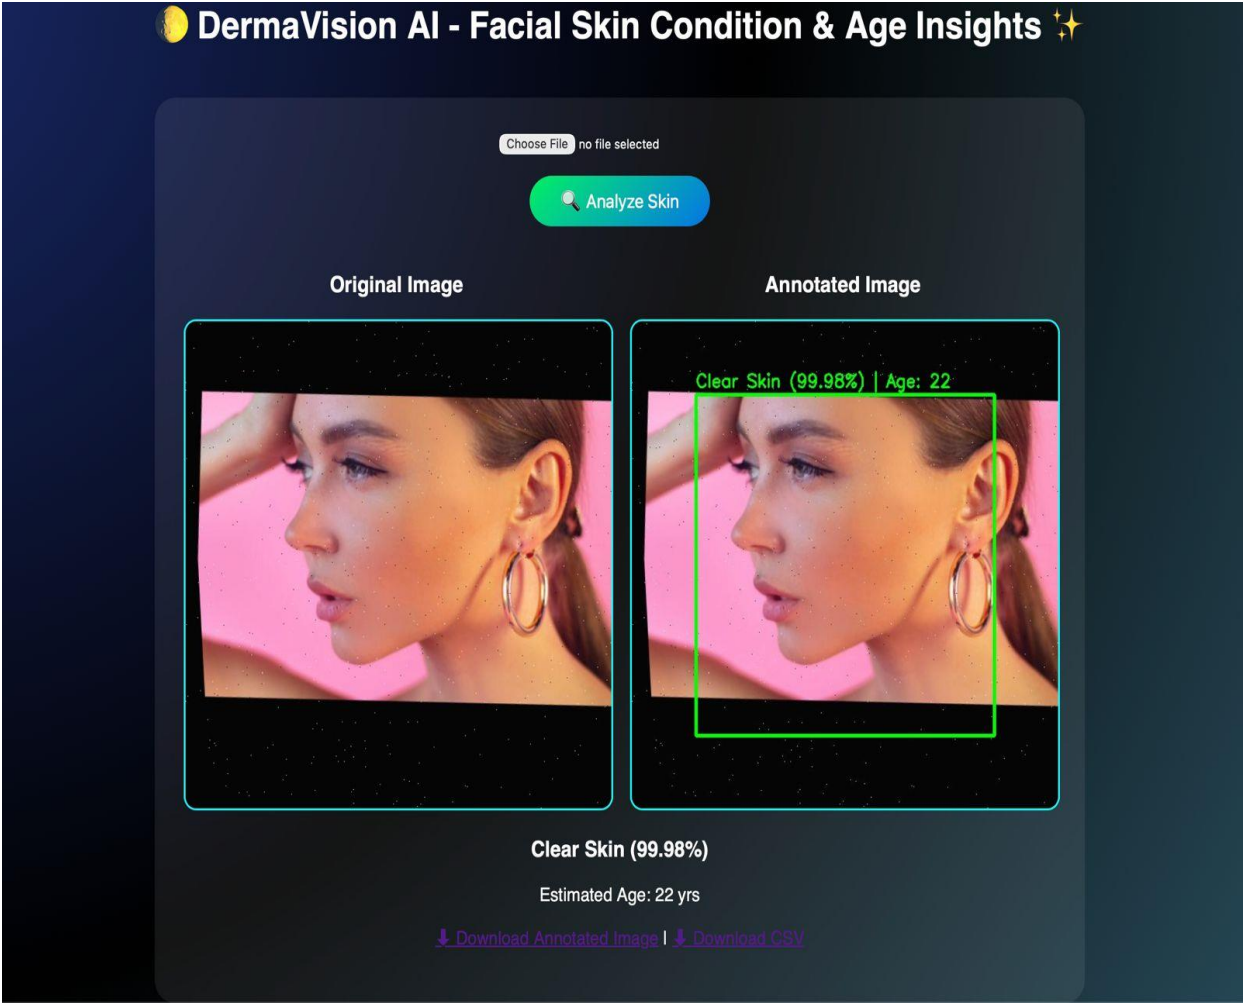 🌔 DermaVision AI - Facial Skin Condition & Age Insights ✨
Choose File no file selected
🔍 Analyze Skin
Original Image
Annotated Image
Clear Skin (99.98%) | Age: 22
Clear Skin (99.98%)
Estimated Age: 22 yrs
⬇ Download Annotated Image | ⬇ Download CSV